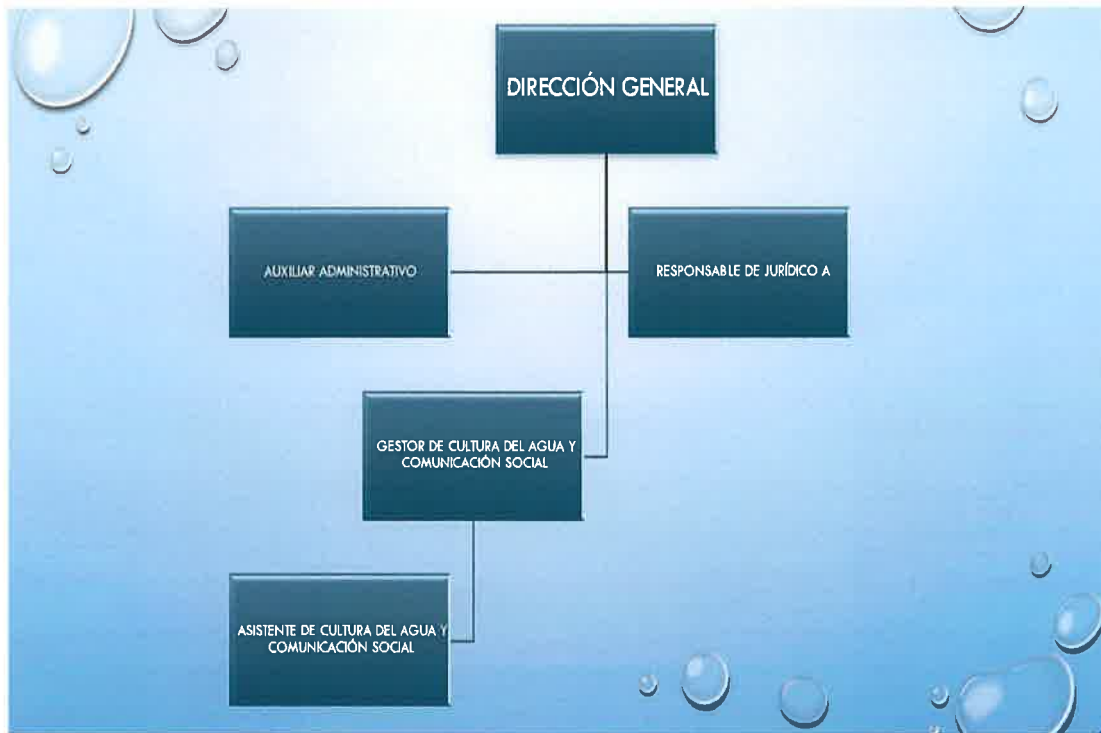 DIRECCIÓN GENERAL
AUXILIAR ADMINISTRATIVO
RESPONSABLE DE JURÍDICO A
GESTOR DE CULTURA DEL AGUA Y
COMUNICACIÓN SOCIAL
ASISTENTE DE CULTURA DEL AGUA Y
COMUNICACIÓN SOCIAL